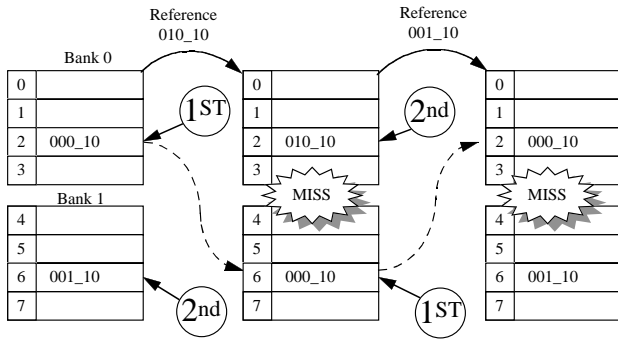 Reference
010_10
Reference
001_10
Bank 0
0
1
2 000_10
3
Bank 1
4
5
6 001_10
7
1ST
2nd
0
1
2 010_10
3
MISS
4
5
6 000_10
7
2nd
1ST
0
1
2 000_10
3
MISS
4
5
6 001_10
7